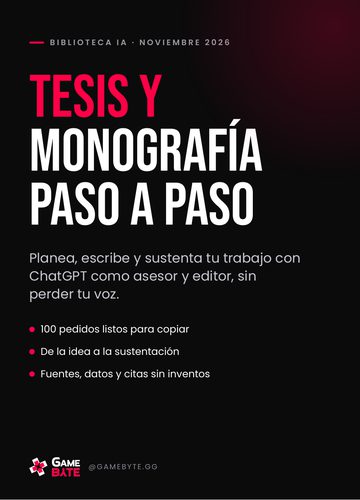 BIBLIOTECA IA · NOVIEMBRE 2026
TESIS Y
MONOGRAFÍA
PASO A PASO
Planea, escribe y sustenta tu trabajo con
ChatGPT como asesor y editor, sin
perder tu voz.
100 pedidos listos para copiar
De la idea a la sustentación
Fuentes, datos y citas sin inventos
GAME
BATE
@GAMEBYTE.GG